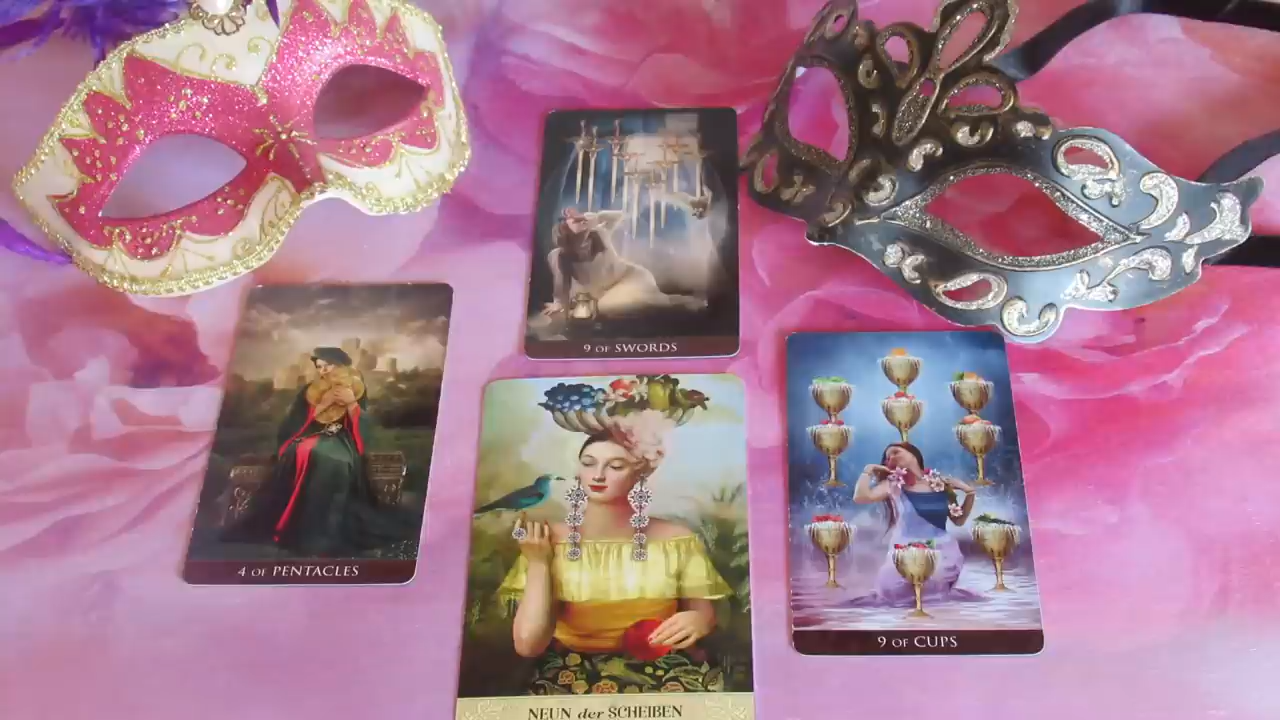 9 OF SWORDS
4 OF PENTACLES
9 OF CUPS
NEUN der SCHEIBEN